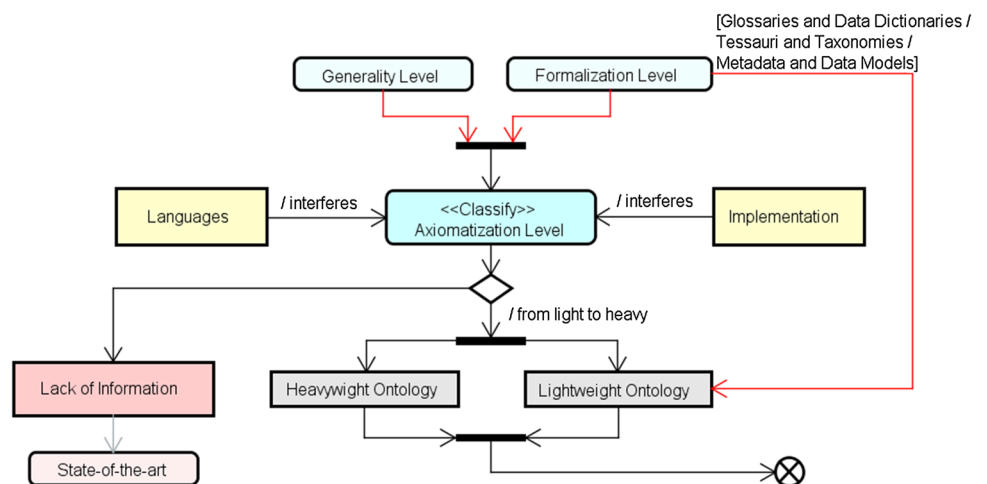 [Glossaries and Data Dictionaries /
Tessauri and Taxonomies /
Metadata and Data Models]
Generality Level
Formalization Level
Languages
/ interferes
<<Classify>>
Axiomatization Level
/ interferes
Implementation
/ from light to heavy
Lack of Information
Heavywight Ontology
Lightweight Ontology
State-of-the-art